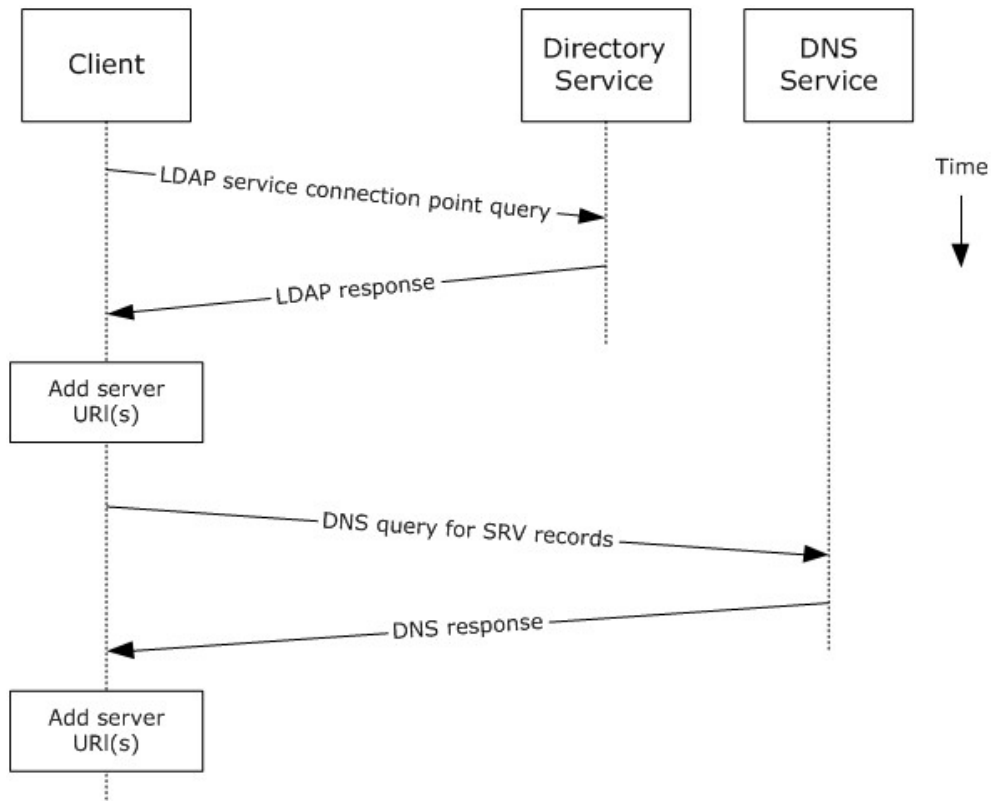 Client
Directory
Service
DNS
Service
Time
LDAP service connection point query
LDAP response
Add server
URI(s)
DNS query for SRV records
DNS response
Add server
URI(s)